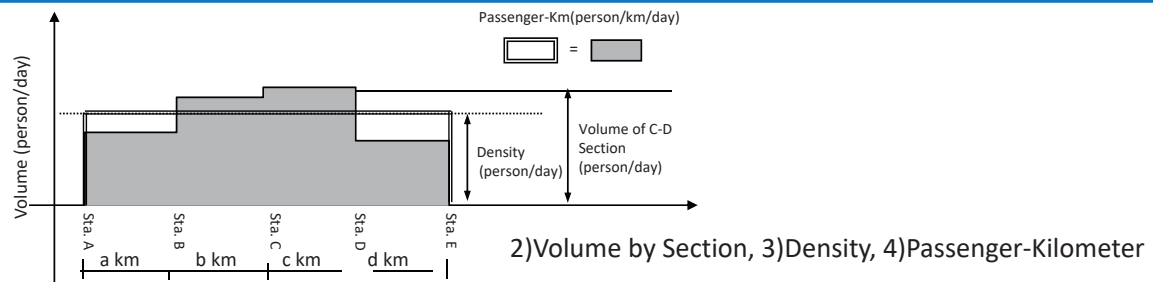 Passenger-Km(person/km/day)
=
Volume (person/day)
Density
(person/day)
Volume of C-D
Section
(person/day)
Sta. A
Sta. B
Sta. C
Sta. D
Sta. E
a km
b km
c km
d km
2)Volume by Section, 3)Density, 4)Passenger-Kilometer